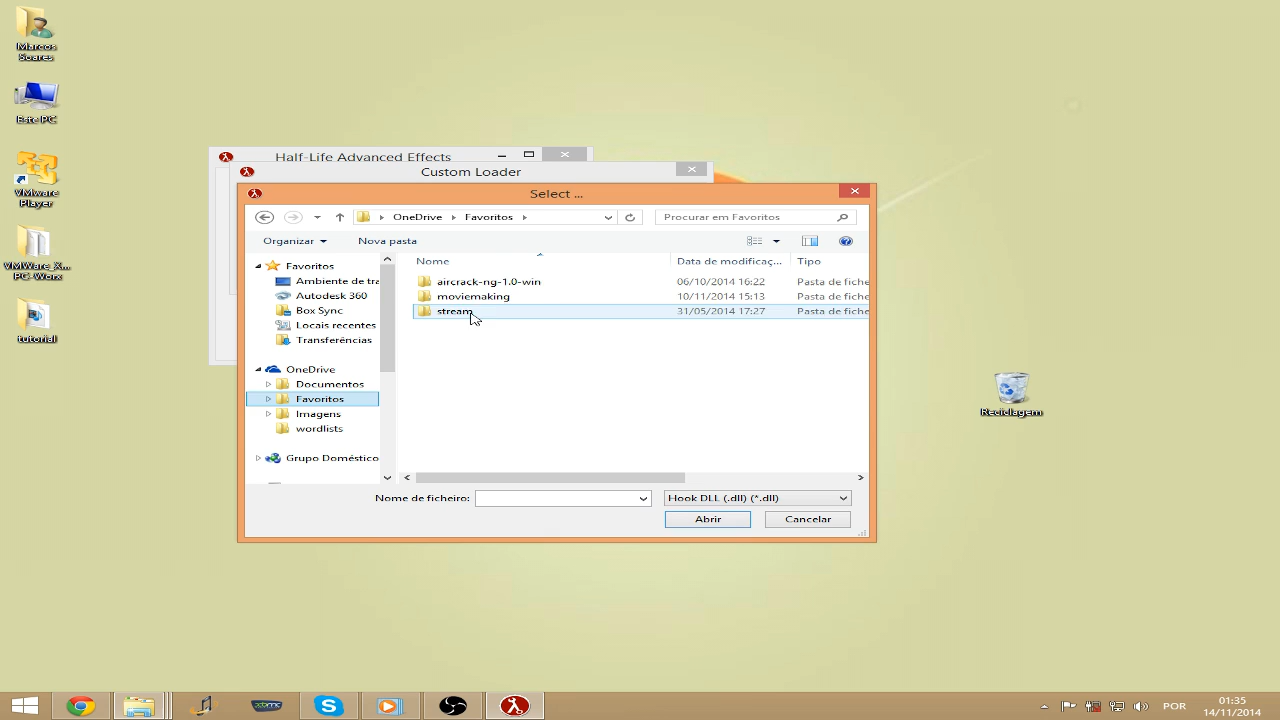 Marcos
Soares
Este PC
VMware
Player
VMWare_X...
PC-Worx
tutorial
Half-Life Advanced Effects
Custom Loader
Select ...
OneDrive
Favoritos
Procurar em Favoritos
Organizar
Nova pasta
Favoritos
Ambiente de tra
Autodesk 360
Box Sync
Locais recentes
Transferências
OneDrive
Documentos
Favoritos
Imagens
wordlists
Grupo Doméstico
Nome
Data de modificaç...
Tipo
aircrack-ng-1.0-win
06/10/2014 16:22
Pasta de fiche
moviemaking
10/11/2014 15:13
Pasta de fiche
stream
31/05/2014 17:27
Pasta de fiche
Nome de ficheiro:
Hook DLL (.dll) (*.dll)
Abrir
Cancelar
Reciclagem
xbmc
POR
01:35
14/11/2014